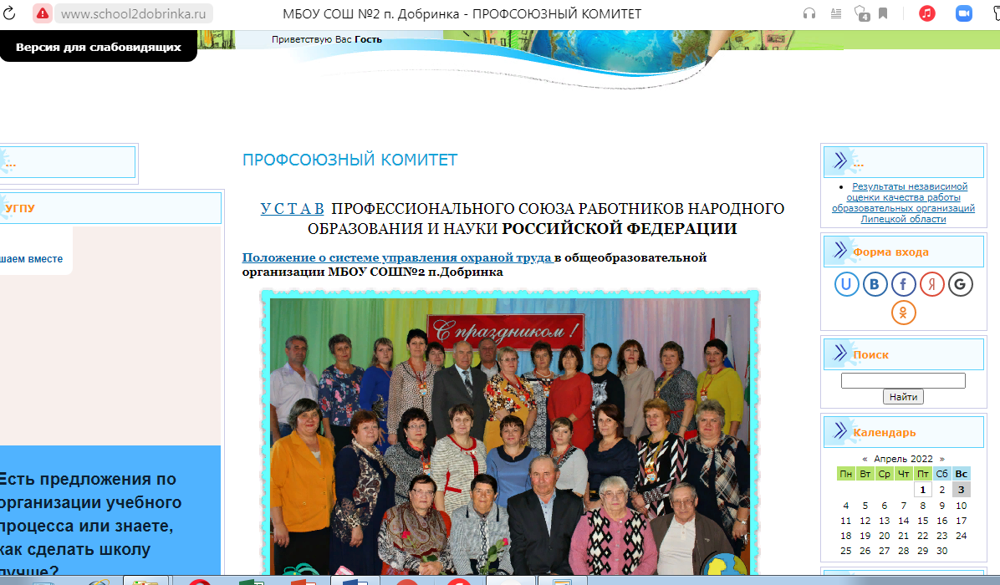 www.school2dobrinka.ru
МБОУ СОШ №2 п. Добринка - ПРОФСОЮЗНЫЙ КОМИТЕТ
4
Версия для слабовидящих
Приветствую Вас Гость
...
УГПУ
шаем вместе
Есть предложения по
организации учебного
процесса или знаете,
как сделать школу
лучше?
ПРОФСОЮЗНЫЙ КОМИТЕТ
У С Т А В ПРОФЕССИОНАЛЬНОГО СОЮЗА РАБОТНИКОВ НАРОДНОГО
ОБРАЗОВАНИЯ И НАУКИ РОССИЙСКОЙ ФЕДЕРАЦИИ
Положение о системе управления охраной труда в общеобразовательной
организации МБОУ СОШ№2 п.Добринка
С праздником!
...
Результаты независимой
оценки качества работы
образовательных организаций
Липецкой области
Форма входа
U B f Я G
Поиск
Найти
Календарь
« Апрель 2022 »
Пн Вт Ср Чт Пт Сб Вс
1 2 3
4 5 6 7 8 9 10
11 12 13 14 15 16 17
18 19 20 21 22 23 24
25 26 27 28 29 30